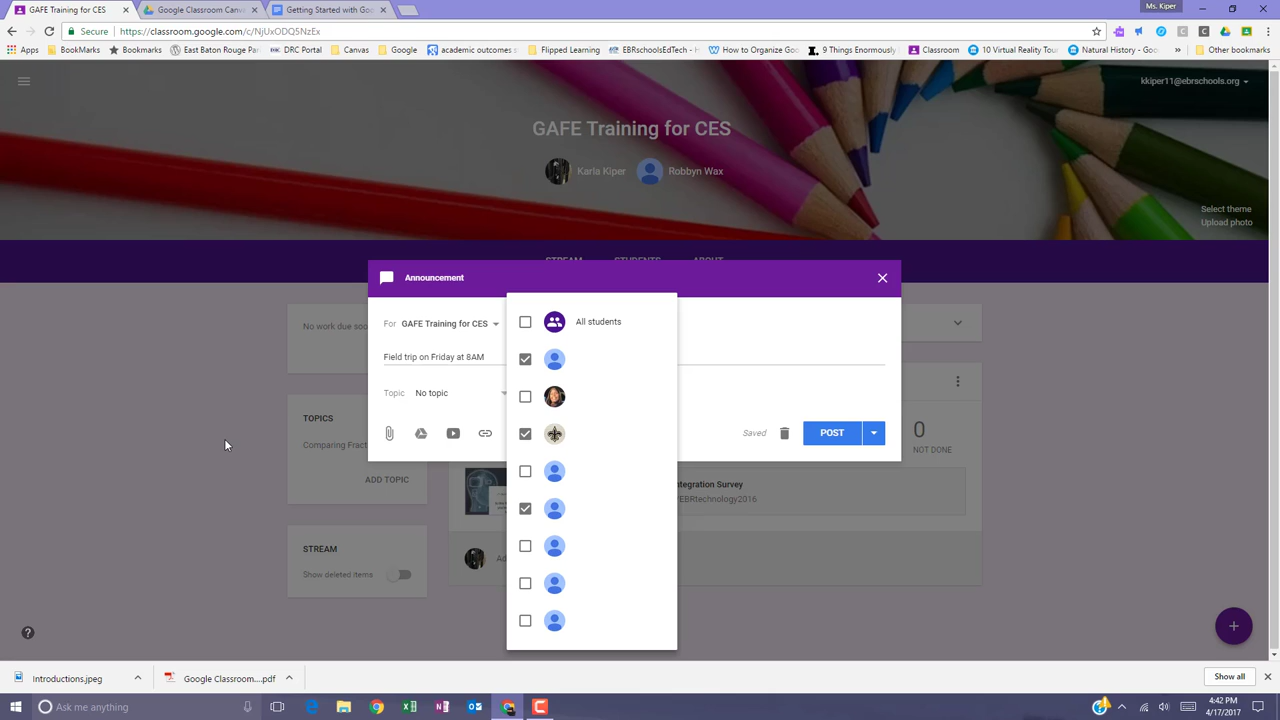 Ms. Kiper
GAFE Training for CES
Google Classroom Canv
Getting Started with Goo
Secure https://classroom.google.com/c/NjUxODQ5NzEx
Apps BookMarks Bookmarks East Baton Rouge Par DRC Portal Canvas Google academic outcomes s Flipped Learning EBRschoolsEdTech - H How to Organize Goo 9 Things Enormously Classroom 10 Virtual Reality Tour Natural History - Goo » Other bookmarks
kkiper11@ebrschools.org
GAFE Training for CES
Karla Kiper Robbyn Wax
Select theme
Upload photo
STREAM STUDENTS ABOUT
Announcement
For GAFE Training for CES
All students
No work due soo
Field trip on Friday at 8AM
Topic No topic
TOPICS
Comparing Fract
ADD TOPIC
Saved
POST
0
NOT DONE
ntegration Survey
EBRtechnology2016
STREAM
Show deleted items
Ad
Introductions.jpeg
Google Classroom....pdf
Show all
Ask me anything
4:42 PM
4/17/2017